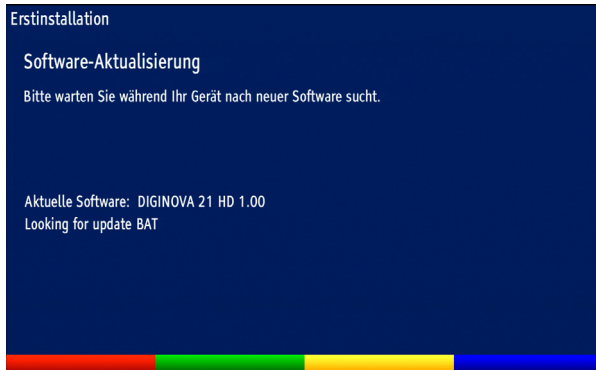 Erstinstallation
Software-Aktualisierung
Bitte warten Sie während Ihr Gerät nach neuer Software sucht.
Aktuelle Software: DIGINOVA 21 HD 1.00
Looking for update BAT